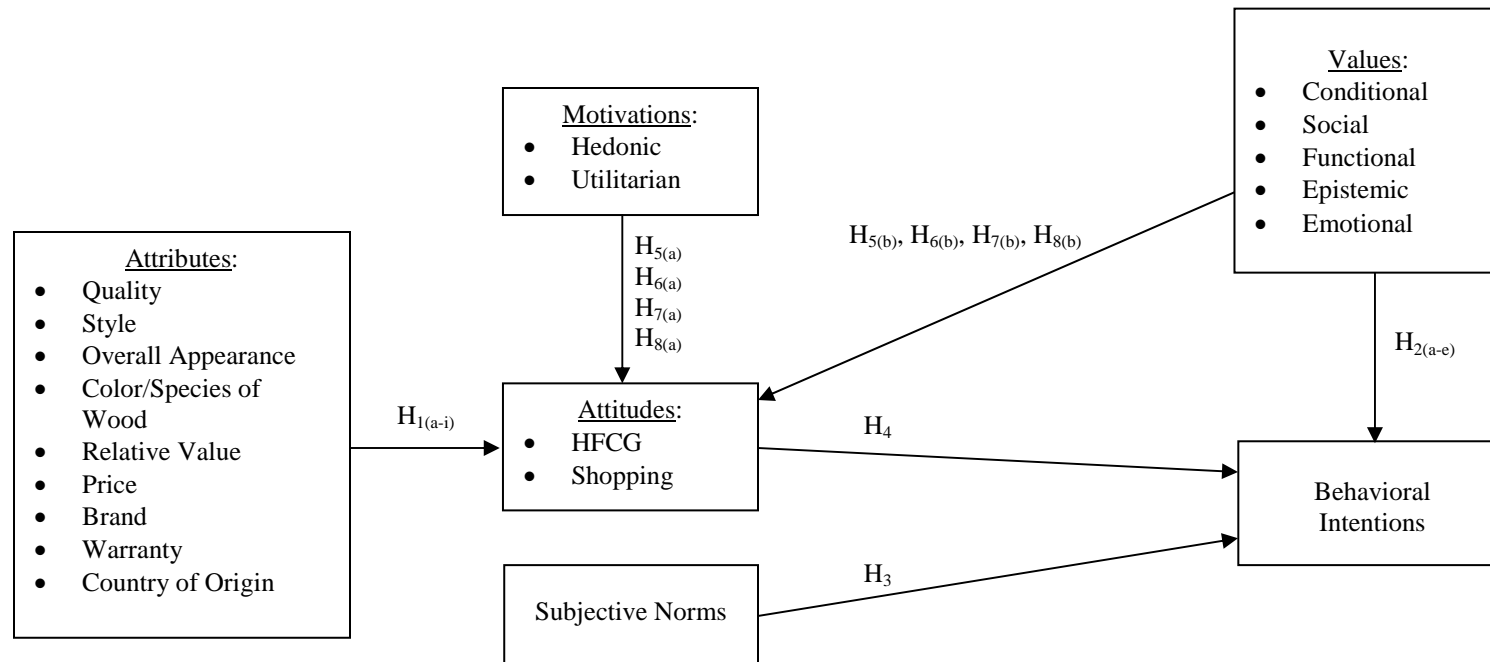 Attributes:
• Quality
• Style
• Overall Appearance
• Color/Species of
Wood
• Relative Value
• Price
• Brand
• Warranty
• Country of Origin
H1(a-i)
Motivations:
• Hedonic
• Utilitarian
H5(a)
H6(a)
H7(a)
H8(a)
Attitudes:
• HFCG
• Shopping
Subjective Norms
H5(b), H6(b), H7(b), H8(b)
H4
H3
Values:
• Conditional
• Social
• Functional
• Epistemic
• Emotional
H2(a-e)
Behavioral
Intentions